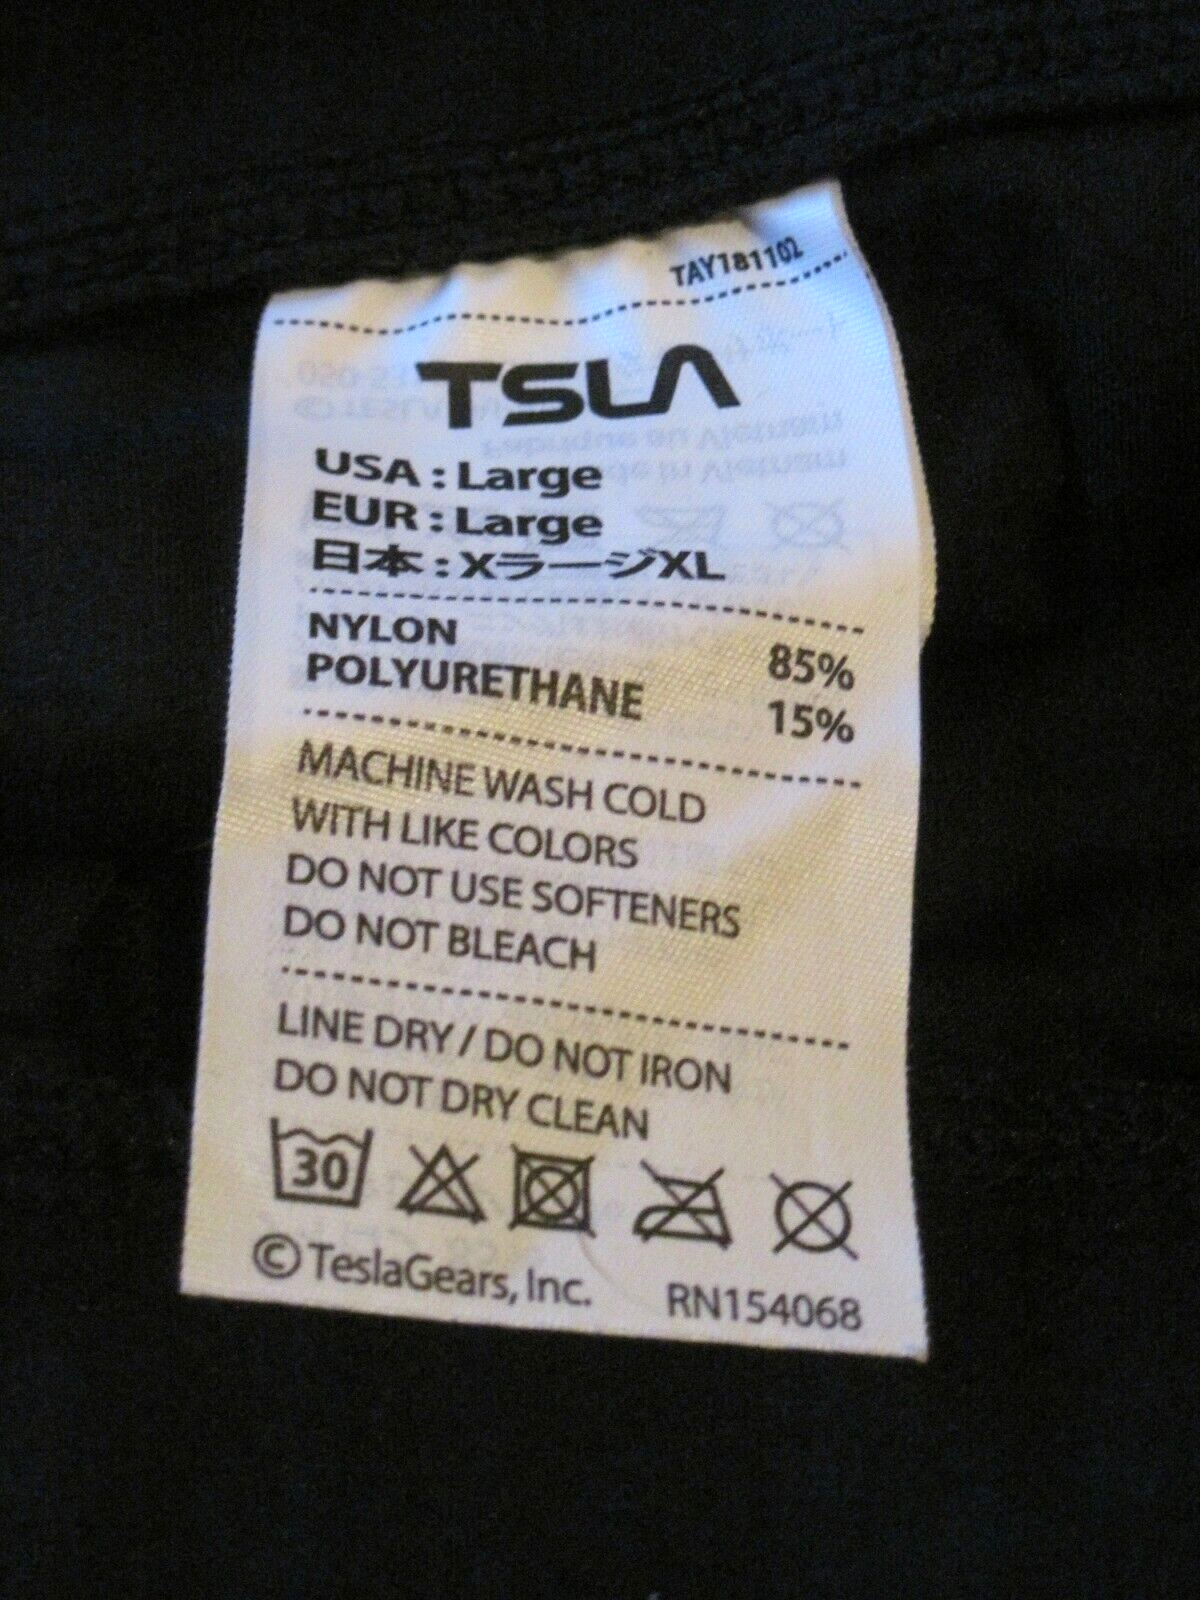 TAY181102
TSLA
USA : Large
EUR : Large
日本 : XラージXL
NYLON 85%
POLYURETHANE 15%
MACHINE WASH COLD
WITH LIKE COLORS
DO NOT USE SOFTENERS
DO NOT BLEACH
LINE DRY / DO NOT IRON
DO NOT DRY CLEAN
30
© TeslaGears, Inc. RN154068